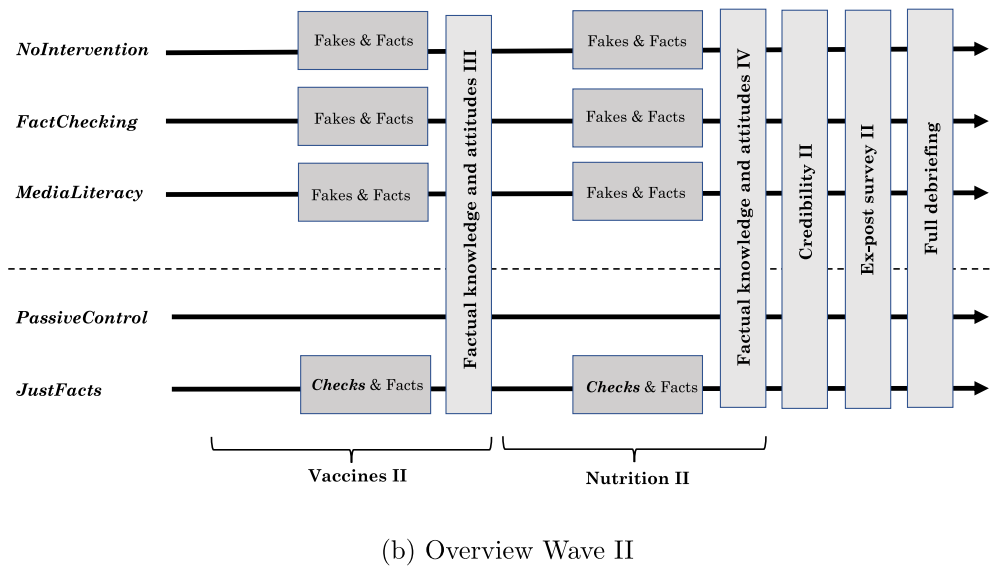 NoIntervention
Fakes & Facts
Fakes & Facts
FactChecking
Fakes & Facts
Fakes & Facts
MediaLiteracy
Fakes & Facts
Fakes & Facts
PassiveControl
JustFacts
Checks & Facts
Checks & Facts
Factual knowledge and attitudes III
Factual knowledge and attitudes IV
Credibility II
Ex-post survey II
Full debriefing
Vaccines II
Nutrition II
(b) Overview Wave II